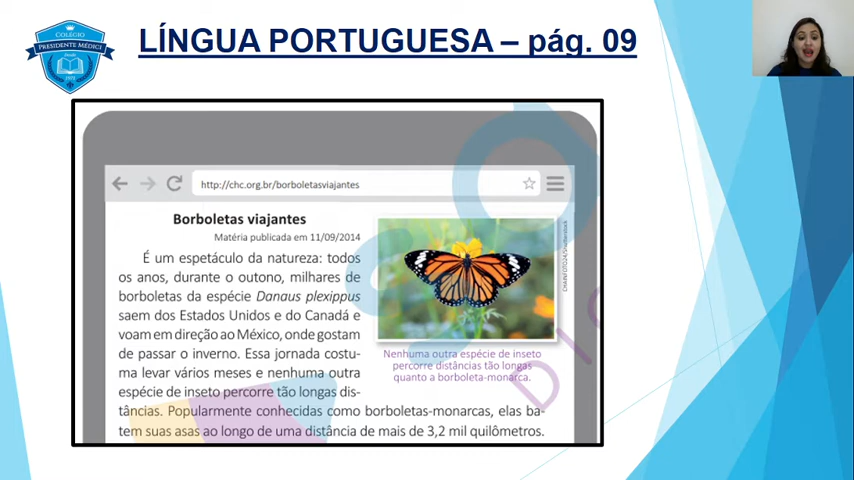 COLÉGIO
PRESIDENTE MÉDICI
LÍNGUA PORTUGUESA – pág. 09
http://chc.org.br/borboletasviajantes
Borboletas viajantes
Matéria publicada em 11/09/2014
É um espetáculo da natureza: todos
os anos, durante o outono, milhares de
borboletas da espécie Danaus plexippus
saem dos Estados Unidos e do Canadá e
voam em direção ao México, onde gostam
de passar o inverno. Essa jornada costu-
ma levar vários meses e nenhuma outra
espécie de inseto percorre tão longas dis-
tâncias. Popularmente conhecidas como borboletas-monarcas, elas ba-
tem suas asas ao longo de uma distância de mais de 3,2 mil quilômetros.
Nenhuma outra espécie de inseto
percorre distâncias tão longas
quanto a borboleta-monarca.